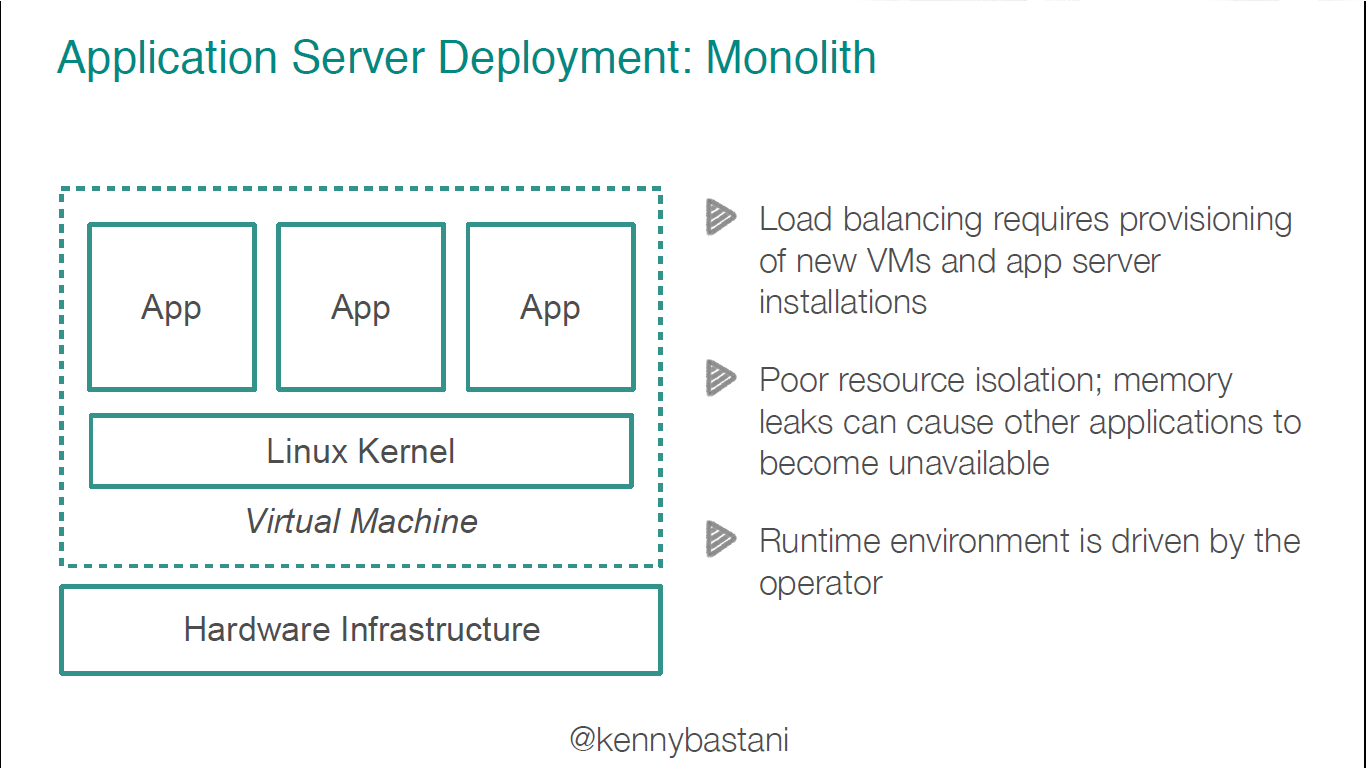 Application Server Deployment: Monolith
App
App
App
Linux Kernel
Virtual Machine
Hardware Infrastructure
Load balancing requires provisioning
of new VMs and app server
installations
Poor resource isolation; memory
leaks can cause other applications to
become unavailable
Runtime environment is driven by the
operator
@kennybastani